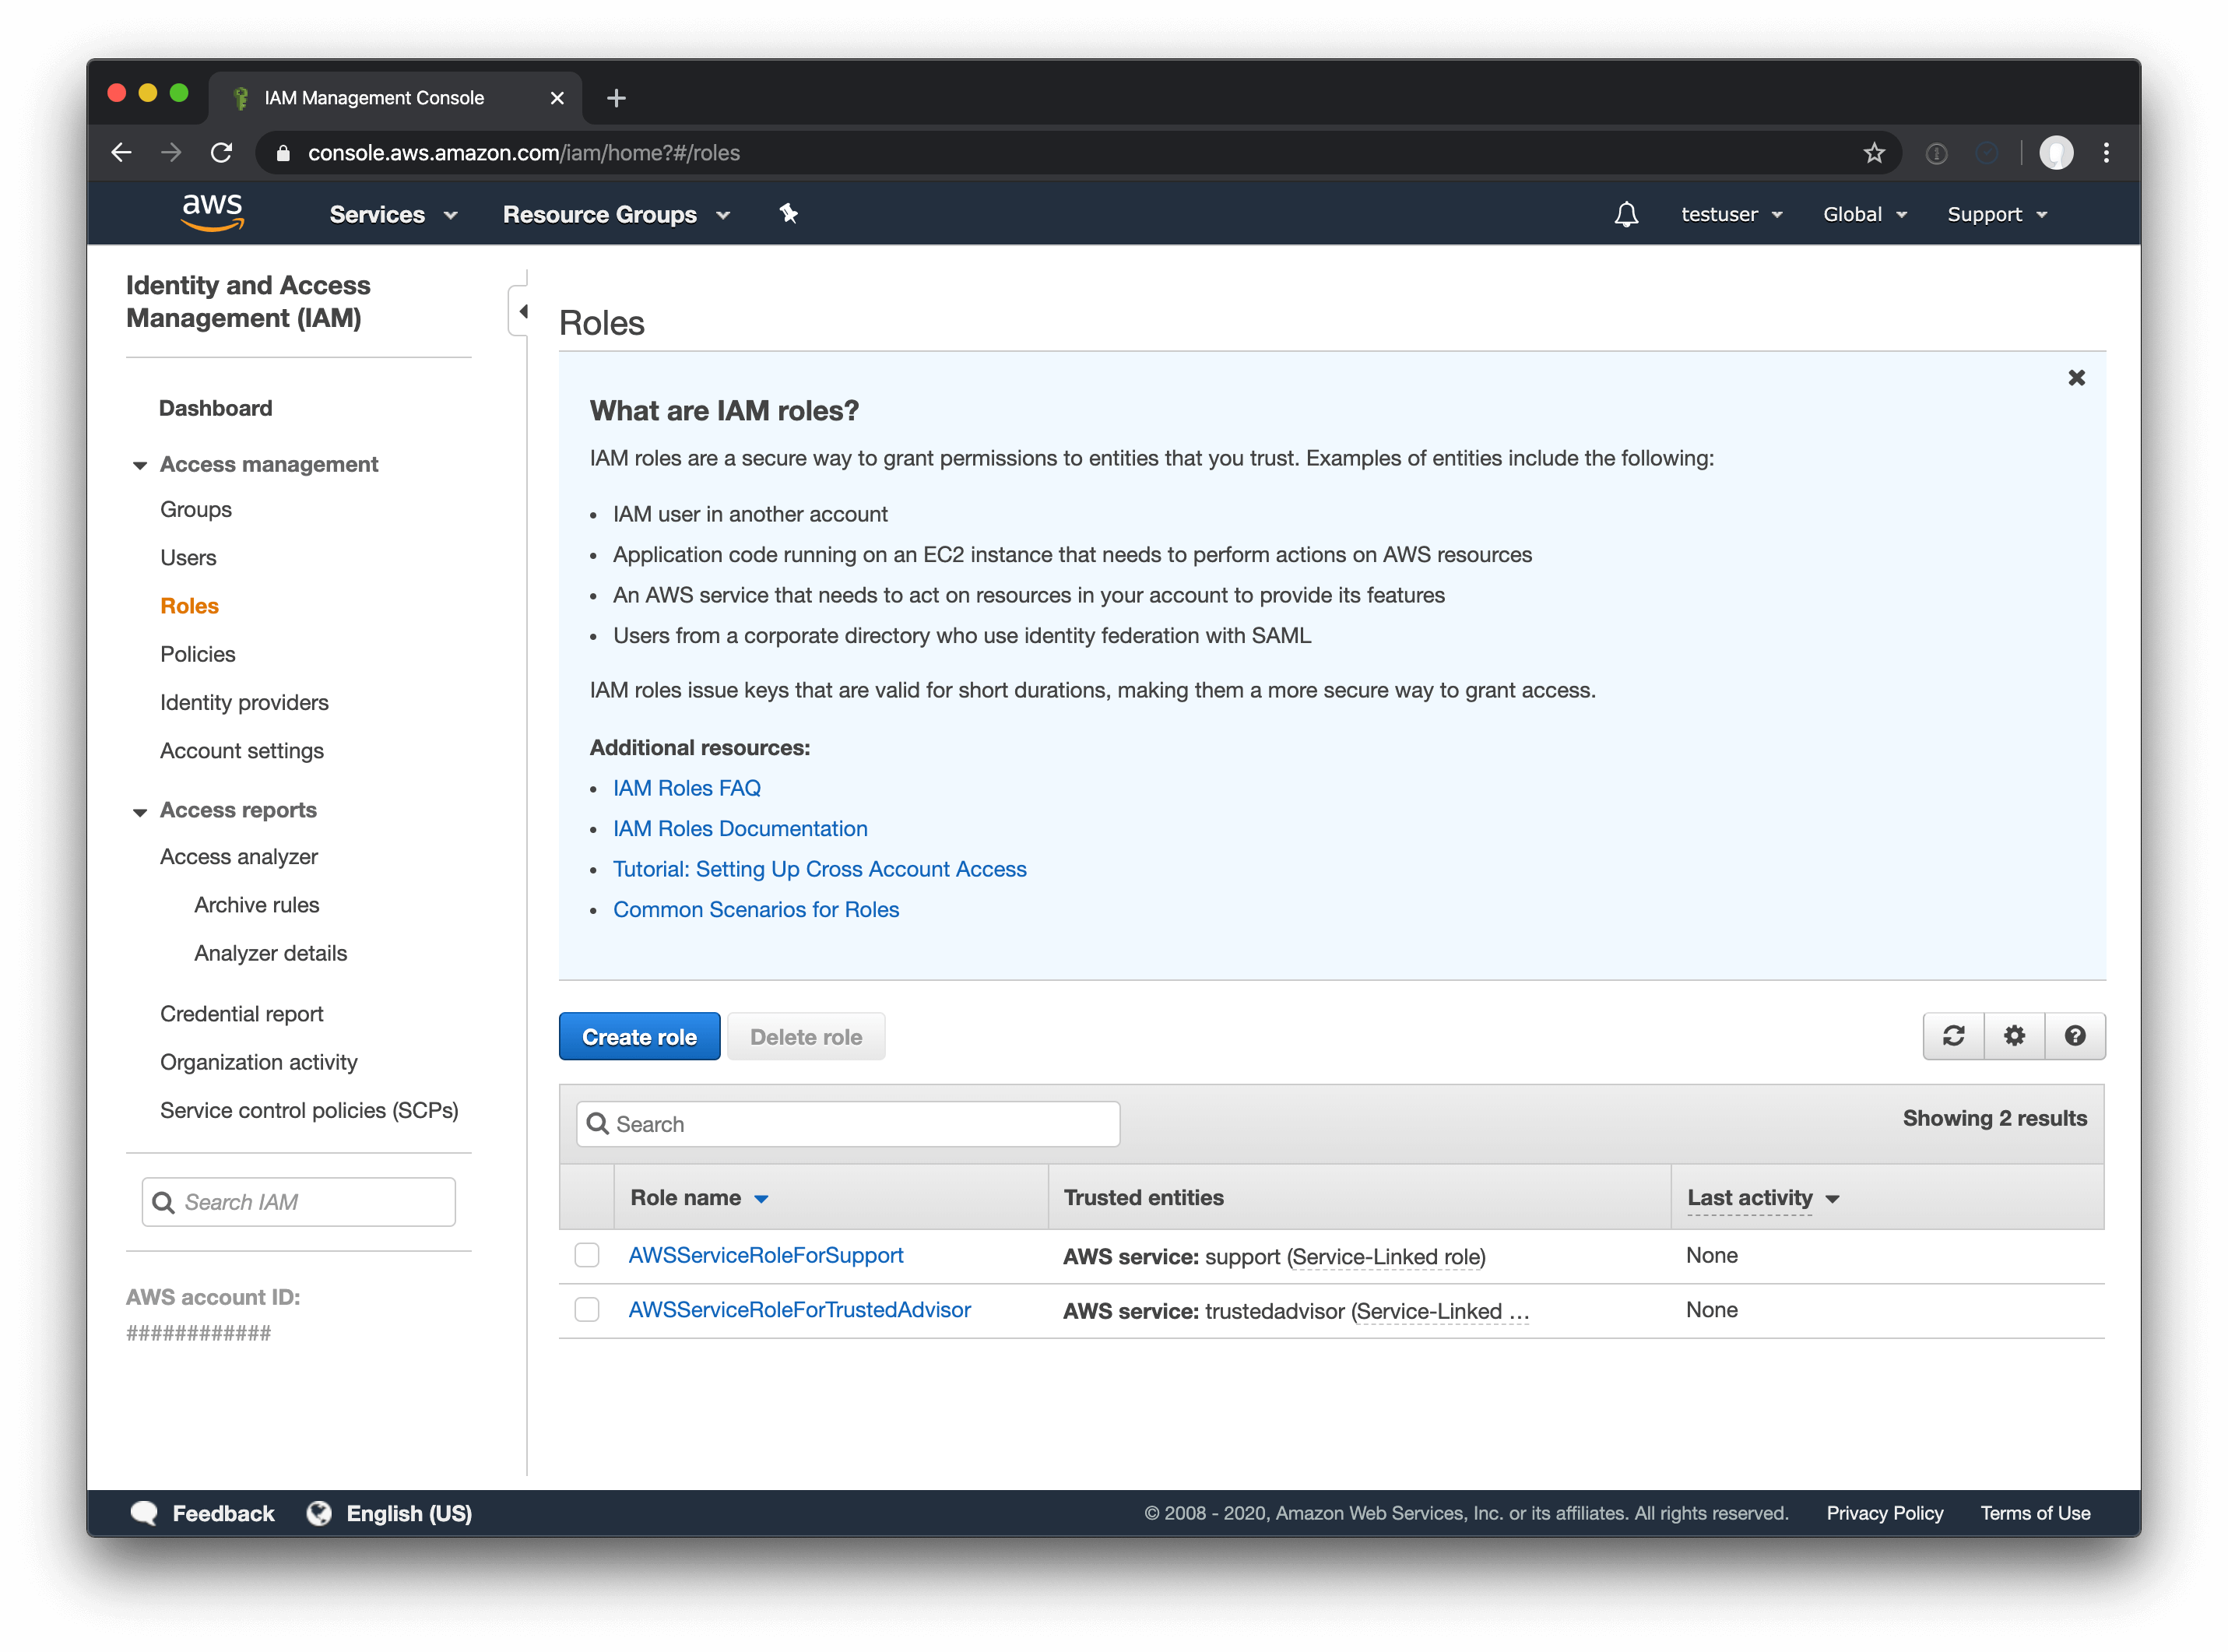 IAM Management Console
console.aws.amazon.com/iam/home?#/roles
aws
Services
Resource Groups
testuser
Global
Support
Identity and Access
Management (IAM)
Dashboard
Access management
Groups
Users
Roles
Policies
Identity providers
Account settings
Access reports
Access analyzer
Archive rules
Analyzer details
Credential report
Organization activity
Service control policies (SCPs)
Search IAM
AWS account ID:
############
Roles
What are IAM roles?
IAM roles are a secure way to grant permissions to entities that you trust. Examples of entities include the following:
• IAM user in another account
• Application code running on an EC2 instance that needs to perform actions on AWS resources
• An AWS service that needs to act on resources in your account to provide its features
• Users from a corporate directory who use identity federation with SAML
IAM roles issue keys that are valid for short durations, making them a more secure way to grant access.
Additional resources:
• IAM Roles FAQ
• IAM Roles Documentation
• Tutorial: Setting Up Cross Account Access
• Common Scenarios for Roles
Create role
Delete role
Search
Showing 2 results
Role name
Trusted entities
Last activity
AWSServiceRoleForSupport
AWS service: support (Service-Linked role)
None
AWSServiceRoleForTrustedAdvisor
AWS service: trustedadvisor (Service-Linked …
None
Feedback
English (US)
© 2008 - 2020, Amazon Web Services, Inc. or its affiliates. All rights reserved.
Privacy Policy
Terms of Use